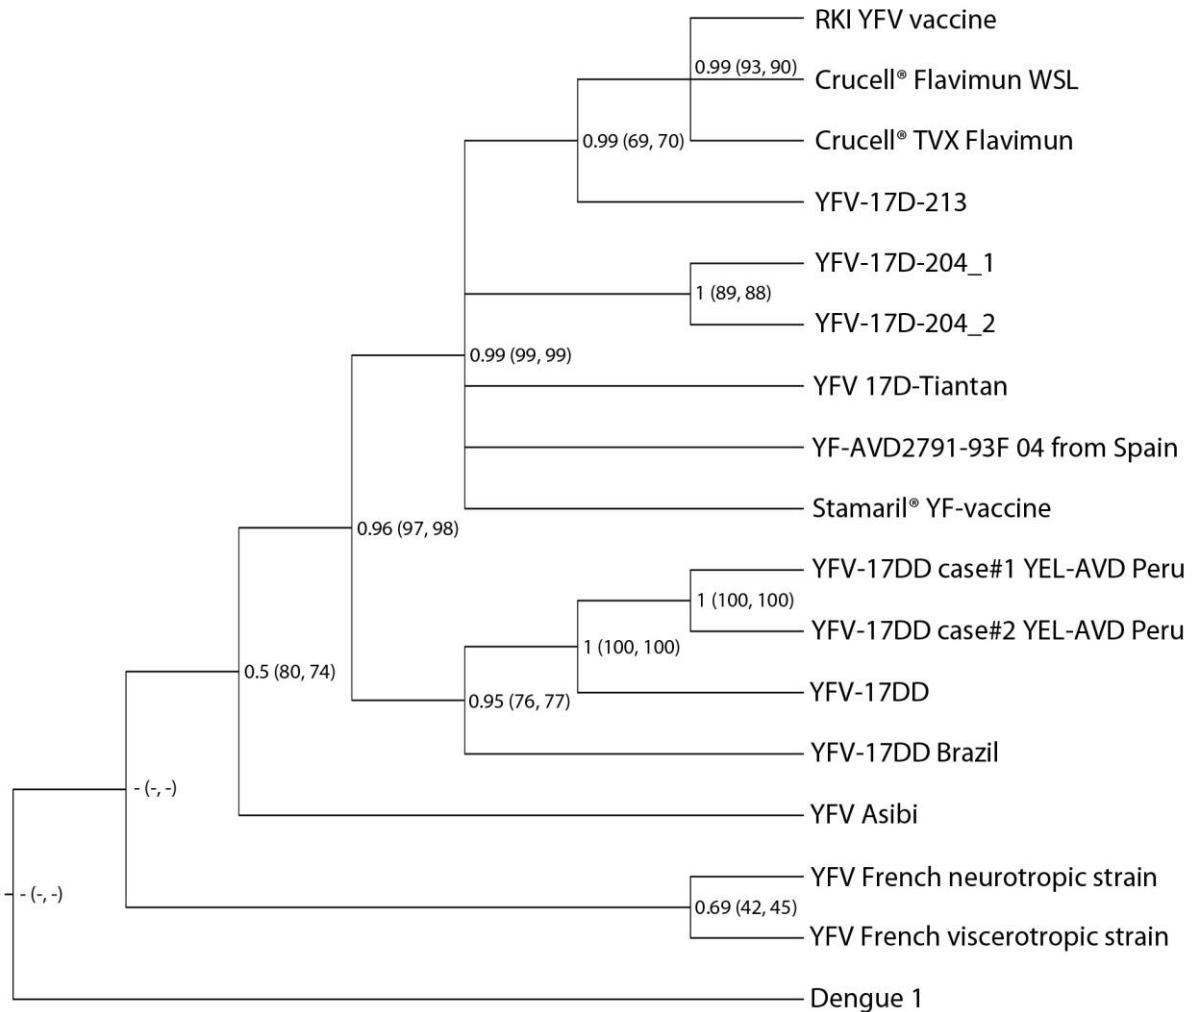 RKI YFV vaccine
0.99 (93, 90)
Crucell® Flavimun WSL
0.99 (69, 70)
Crucell® TVX Flavimun
YFV-17D-213
YFV-17D-204_1
1 (89, 88)
YFV-17D-204_2
0.99 (99, 99)
YFV 17D-Tiantan
YF-AVD2791-93F 04 from Spain
Stamaril® YF-vaccine
0.96 (97, 98)
YFV-17DD case#1 YEL-AVD Peru
1 (100, 100)
YFV-17DD case#2 YEL-AVD Peru
1 (100, 100)
0.5 (80, 74)
YFV-17DD
0.95 (76, 77)
YFV-17DD Brazil
- (-, -)
YFV Asibi
YFV French neurotropic strain
- (-, -)
0.69 (42, 45)
YFV French viscerotropic strain
Dengue 1